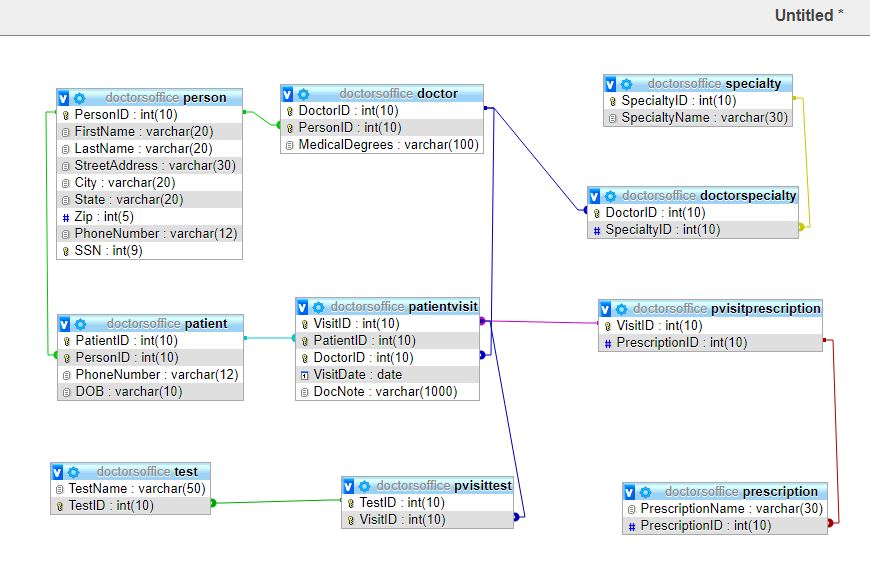 Untitled *
doctorsoffice person
PersonID : int(10)
FirstName : varchar(20)
LastName : varchar(20)
StreetAddress : varchar(30)
City : varchar(20)
State : varchar(20)
# Zip : int(5)
PhoneNumber : varchar(12)
SSN : int(9)
doctorsoffice doctor
DoctorID : int(10)
PersonID : int(10)
MedicalDegrees : varchar(100)
doctorsoffice specialty
SpecialtyID : int(10)
SpecialtyName : varchar(30)
doctorsoffice doctorspecialty
DoctorID : int(10)
# SpecialtyID : int(10)
doctorsoffice patient
PatientID : int(10)
PersonID : int(10)
PhoneNumber : varchar(12)
DOB : varchar(10)
doctorsoffice patientvisit
VisitID : int(10)
PatientID : int(10)
DoctorID : int(10)
VisitDate : date
DocNote : varchar(1000)
doctorsoffice pvisitprescription
VisitID : int(10)
# PrescriptionID : int(10)
doctorsoffice test
TestName : varchar(50)
TestID : int(10)
doctorsoffice pvisittest
TestID : int(10)
VisitID : int(10)
doctorsoffice prescription
PrescriptionName : varchar(30)
# PrescriptionID : int(10)